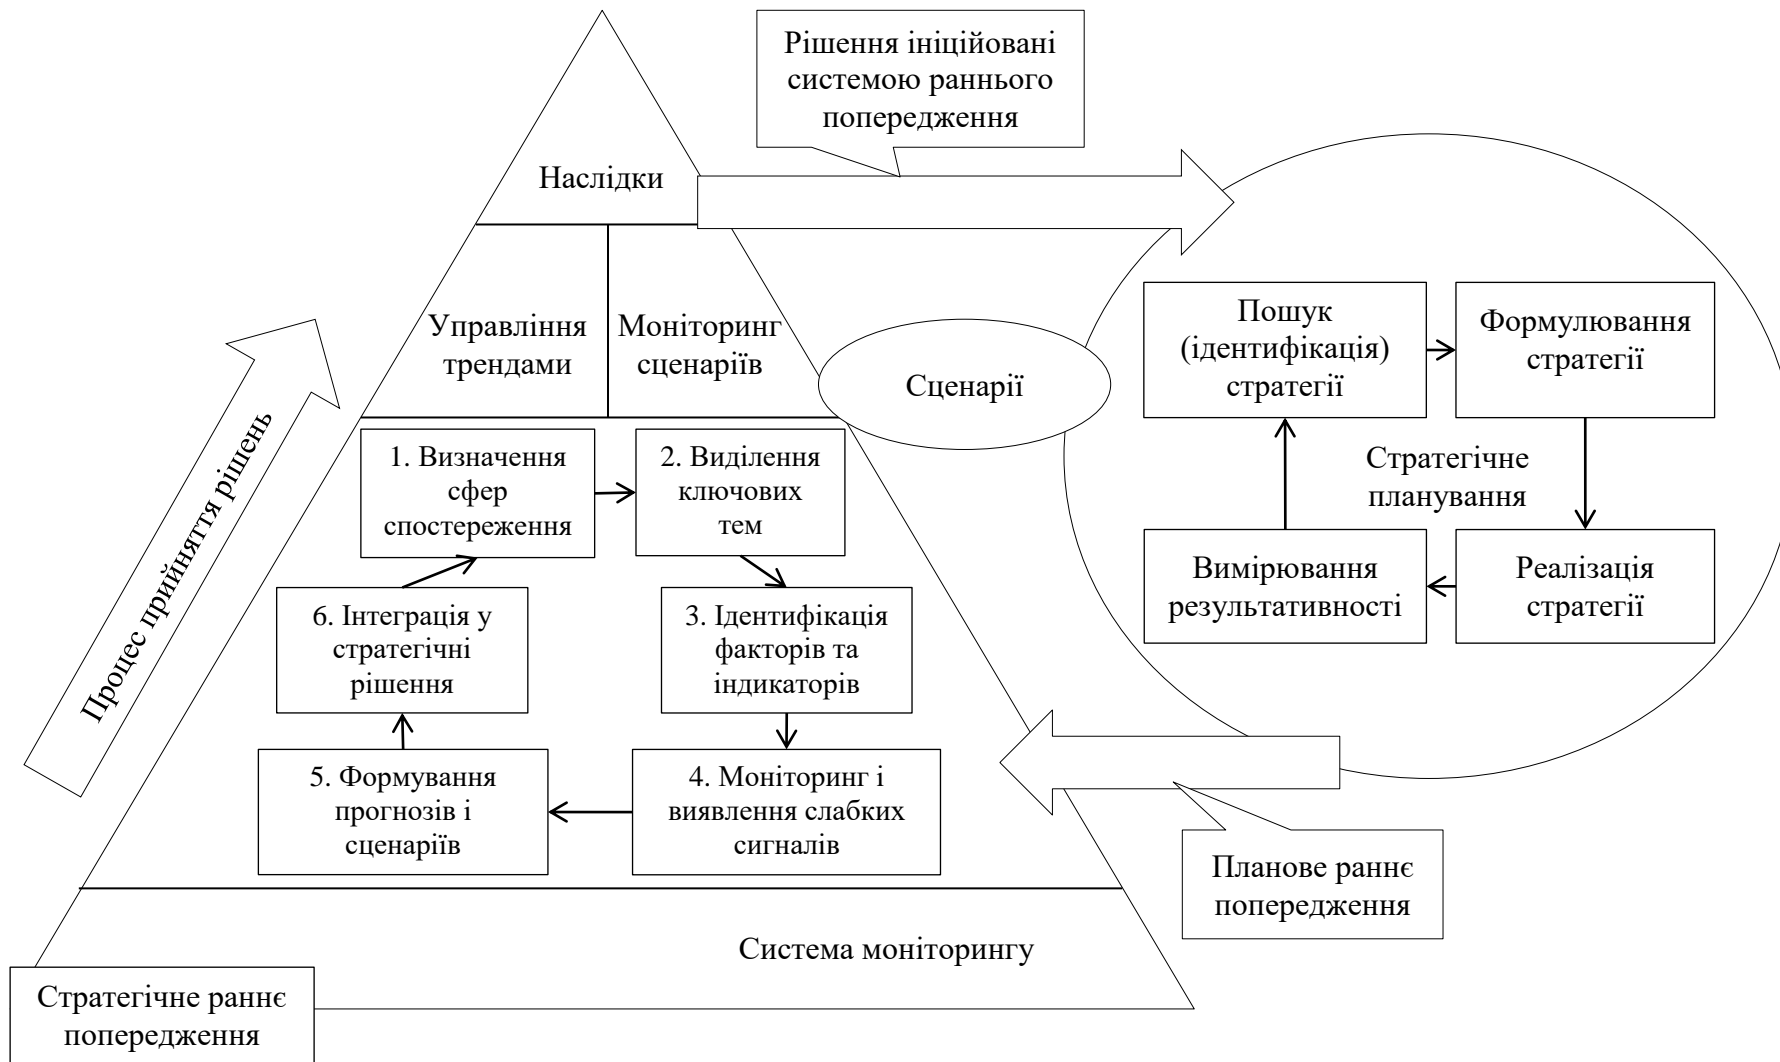 Рішення ініційовані
системою раннього
попередження
Наслідки
Управління
трендами
Моніторинг
сценаріїв
Сценарії
Процес прийняття рішень
1. Визначення
сфер
спостереження
2. Виділення
ключових
тем
3. Ідентифікація
факторів та
індикаторів
4. Моніторинг і
виявлення слабких
сигналів
5. Формування
прогнозів і
сценаріїв
6. Інтеграція у
стратегічні
рішення
Система моніторингу
Стратегічне раннє
попередження
Пошук
(ідентифікація)
стратегії
Формулювання
стратегії
Стратегічне
планування
Реалізація
стратегії
Вимірювання
результативності
Планове раннє
попередження